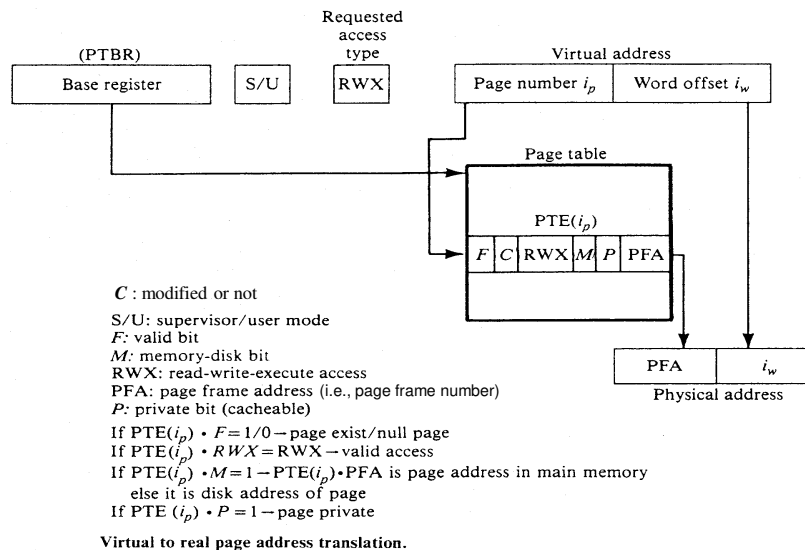 Requested
access
type
(PTBR)
Virtual address
Base register
S/U
RWX
Page number i_p
Word offset i_w
Page table
PTE(i_p)
F C RWX M P PFA
C : modified or not
S/U: supervisor/user mode
F: valid bit
M: memory-disk bit
RWX: read-write-execute access
PFA: page frame address (i.e., page frame number)
P: private bit (cacheable)
PFA
i_w
Physical address
If PTE(i_p) • F = 1/0 – page exist/null page
If PTE(i_p) • RWX = RWX – valid access
If PTE(i_p) • M = 1 – PTE(i_p)•PFA is page address in main memory
else it is disk address of page
If PTE (i_p) • P = 1 – page private
Virtual to real page address translation.